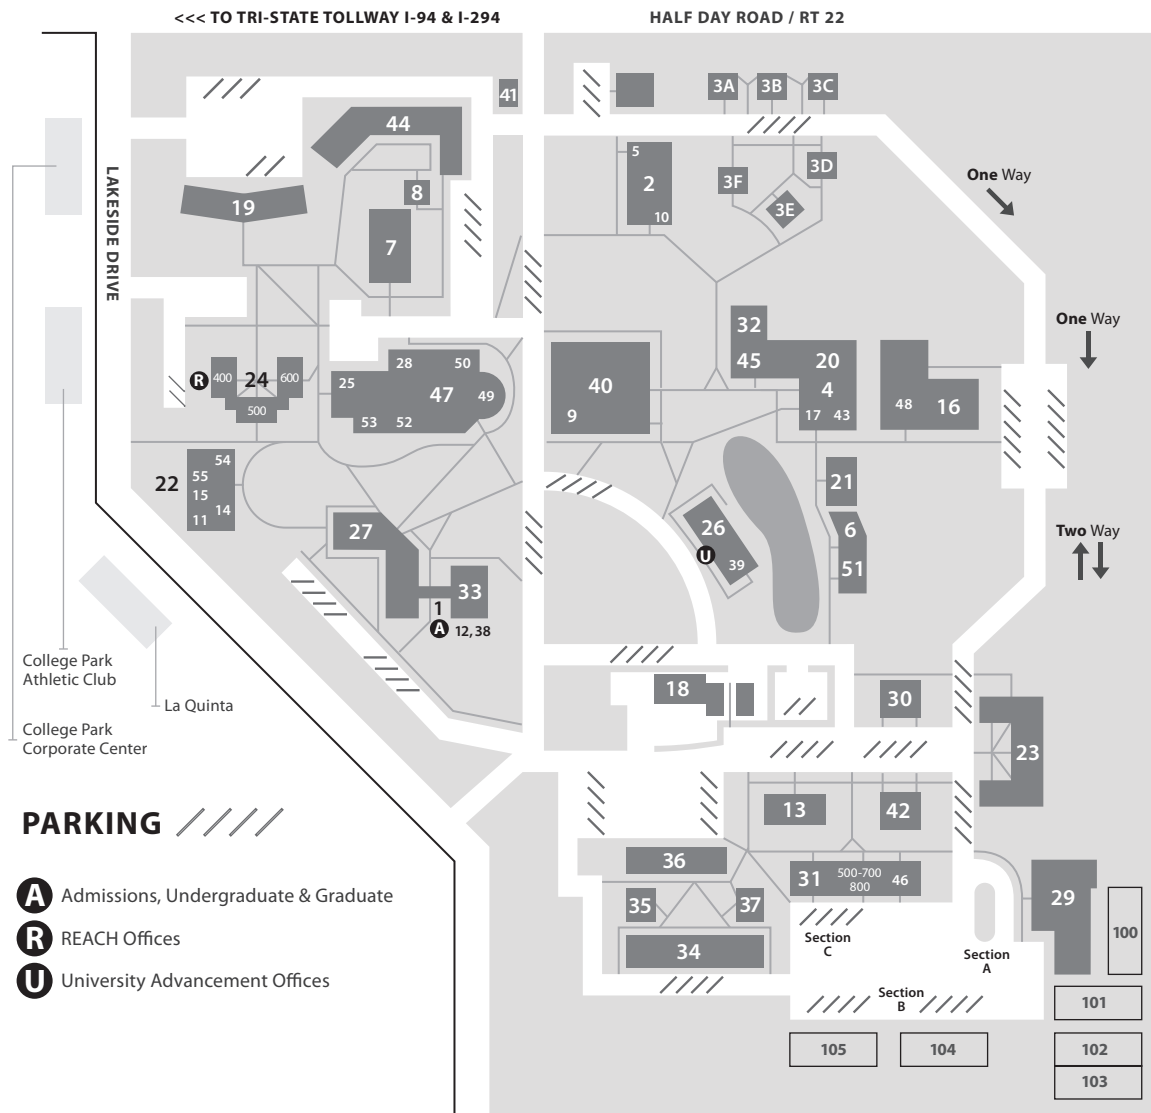 <<< TO TRI-STATE TOLLWAY I-94 & I-294
HALF DAY ROAD / RT 22
41
3A
3B
3C
44
5
2
10
3F
3D
3E
One Way
8
19
7
LAKESIDE DRIVE
One Way
32
45
20
4
17
43
28
50
25
47
49
53
52
R
400
24
600
500
40
9
48
16
54
22
55
15
14
11
21
27
26
U
39
6
51
Two Way
33
1
A
12, 38
College Park
Athletic Club
La Quinta
College Park
Corporate Center
18
30
23
13
42
PARKING
36
31
500-700
800
46
35
37
29
34
Section
C
Section
A
Section
B
100
101
105
104
102
103
A Admissions, Undergraduate & Graduate
R REACH Offices
U University Advancement Offices